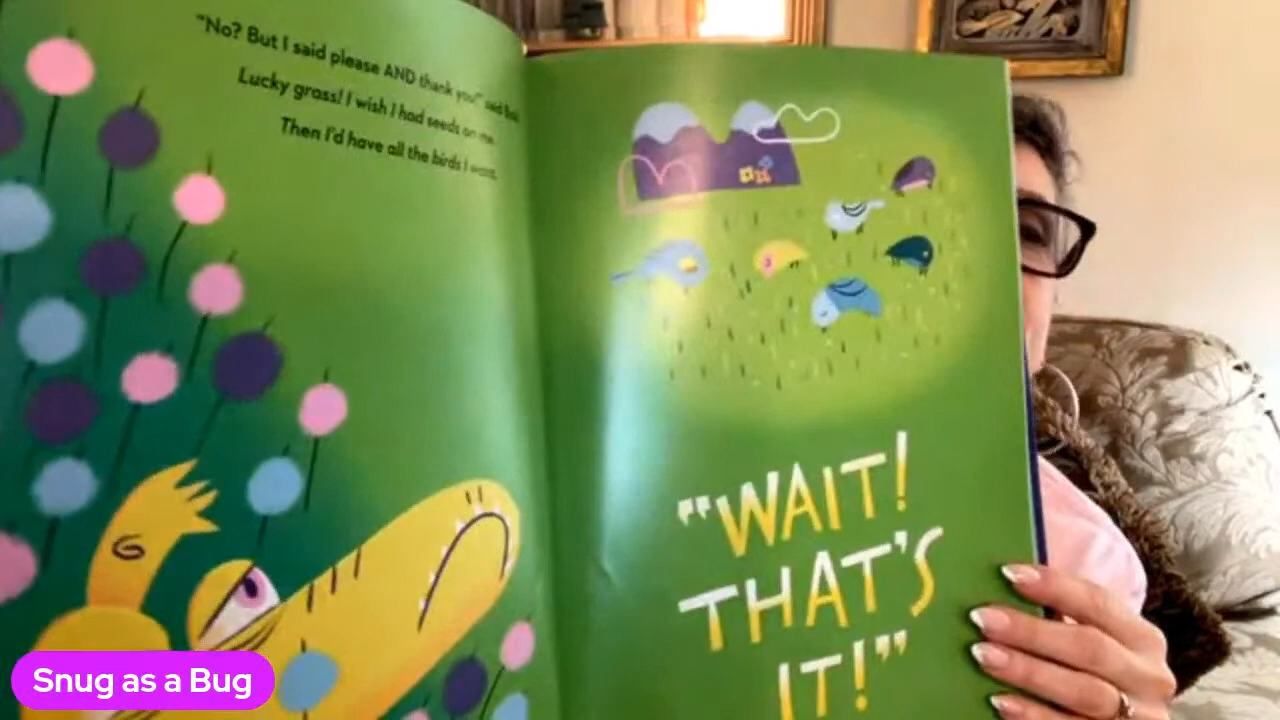 "No? But I said please AND thank you!" said
Lucky grass! I wish I had seeds on me.
Then I'd have all the birds I want.
"WAIT!
THAT'S
IT!"
Snug as a Bug